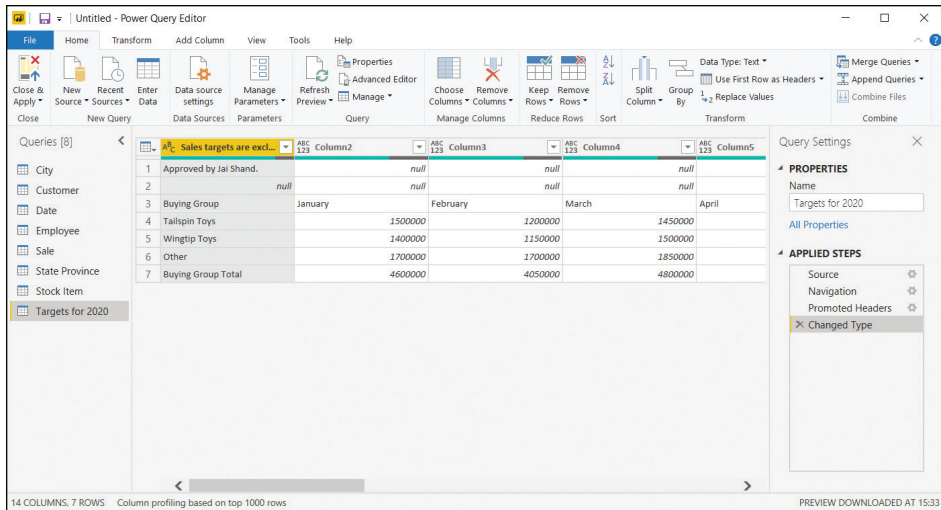 Untitled - Power Query Editor
File Home Transform Add Column View Tools Help
Close & Apply
New Source
Recent Sources
Enter Data
Data source settings
Manage Parameters
Refresh Preview
Properties
Advanced Editor
Manage
Choose Columns
Remove Columns
Keep Rows
Remove Rows
Split Column
Group By
Data Type: Text
Use First Row as Headers
Replace Values
Merge Queries
Append Queries
Combine Files
Close New Query Data Sources Parameters Query Manage Columns Reduce Rows Sort Transform Combine
Queries [8]
City
Customer
Date
Employee
Sale
State Province
Stock Item
Targets for 2020
ABC Sales targets are excl... ABC 123 Column2 ABC 123 Column3 ABC 123 Column4 ABC 123 Column5
1 Approved by Jai Shand. null null null
2 null null null null
3 Buying Group January February March April
4 Tailspin Toys 1500000 1200000 1450000
5 Wingtip Toys 1400000 1150000 1500000
6 Other 1700000 1700000 1850000
7 Buying Group Total 4600000 4050000 4800000
Query Settings
PROPERTIES
Name
Targets for 2020
All Properties
APPLIED STEPS
Source
Navigation
Promoted Headers
Changed Type
14 COLUMNS, 7 ROWS Column profiling based on top 1000 rows PREVIEW DOWNLOADED AT 15:33